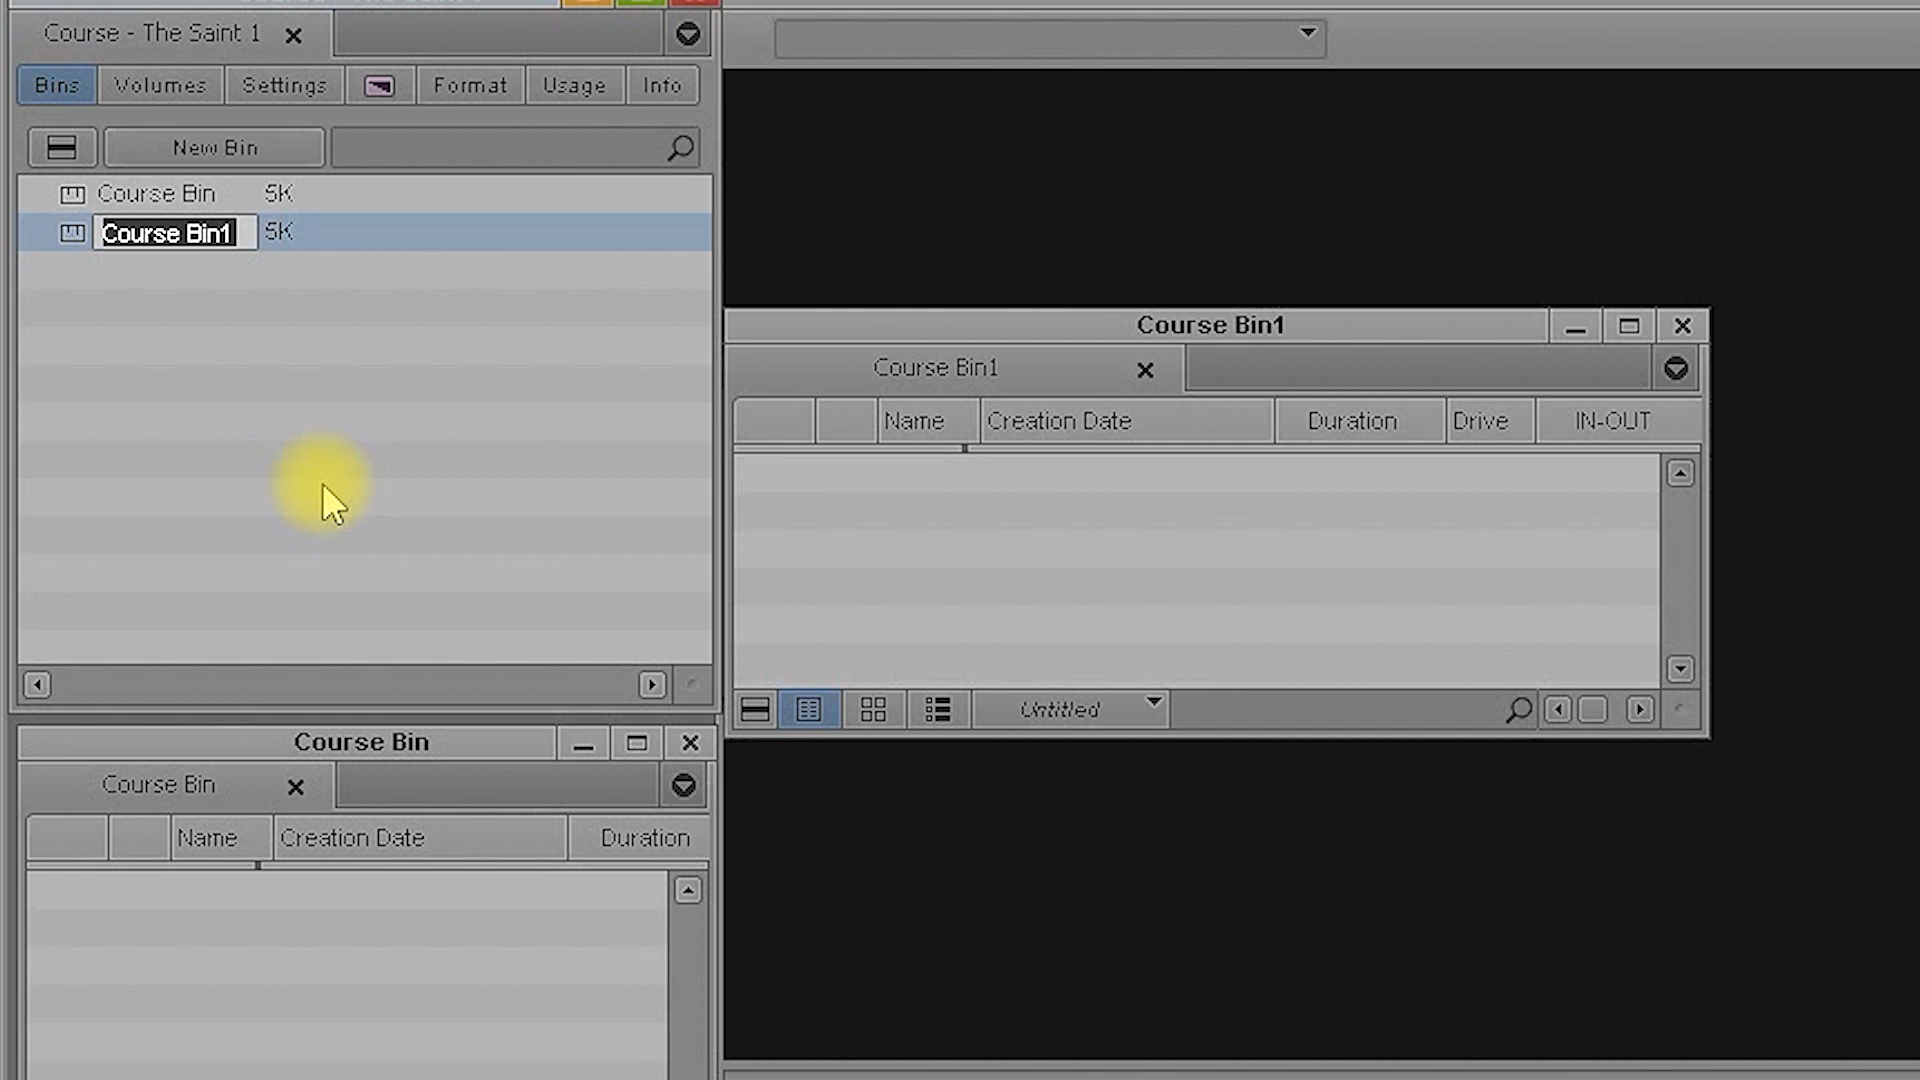 Course - The Saint 1
Bins Volumes Settings Format Usage Info
New Bin
Course Bin 5K
Course Bin1 5K
Course Bin1
Course Bin1
Name Creation Date Duration Drive IN-OUT
Untitled
Course Bin
Course Bin
Name Creation Date Duration